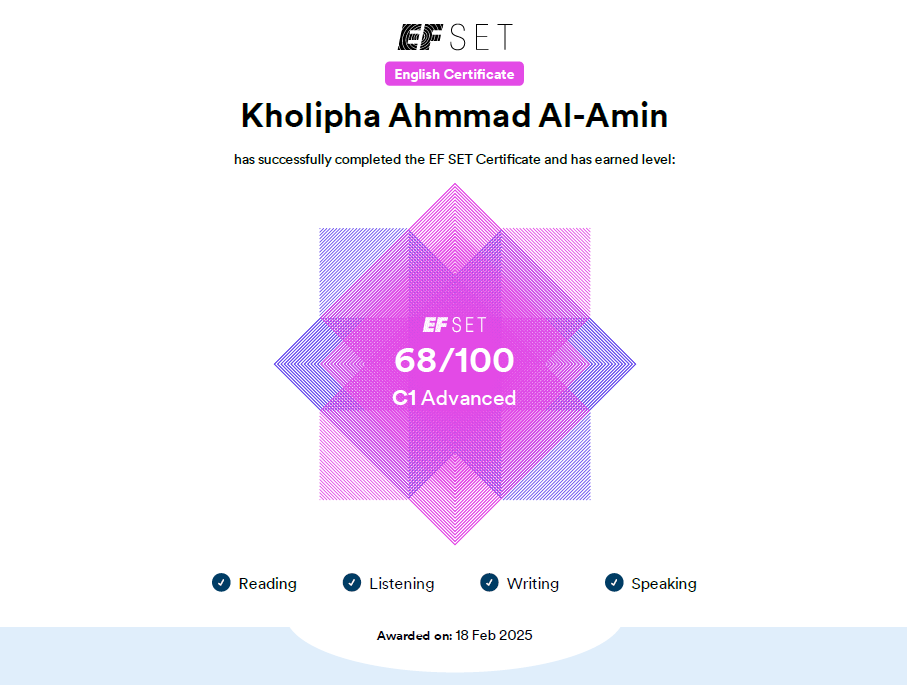 EF SET
English Certificate
Kholipha Ahmmad Al-Amin
has successfully completed the EF SET Certificate and has earned level:
EF SET
68/100
C1 Advanced
Reading Listening Writing Speaking
Awarded on: 18 Feb 2025